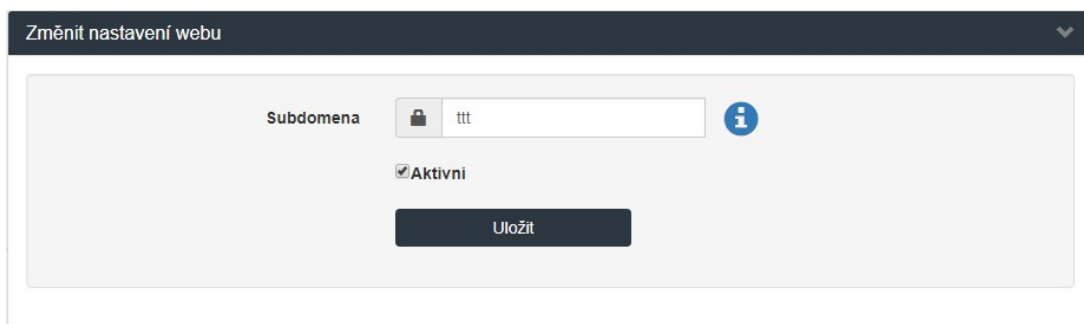 Změnit nastavení webu
Subdomena
ttt
Aktivni
Uložit